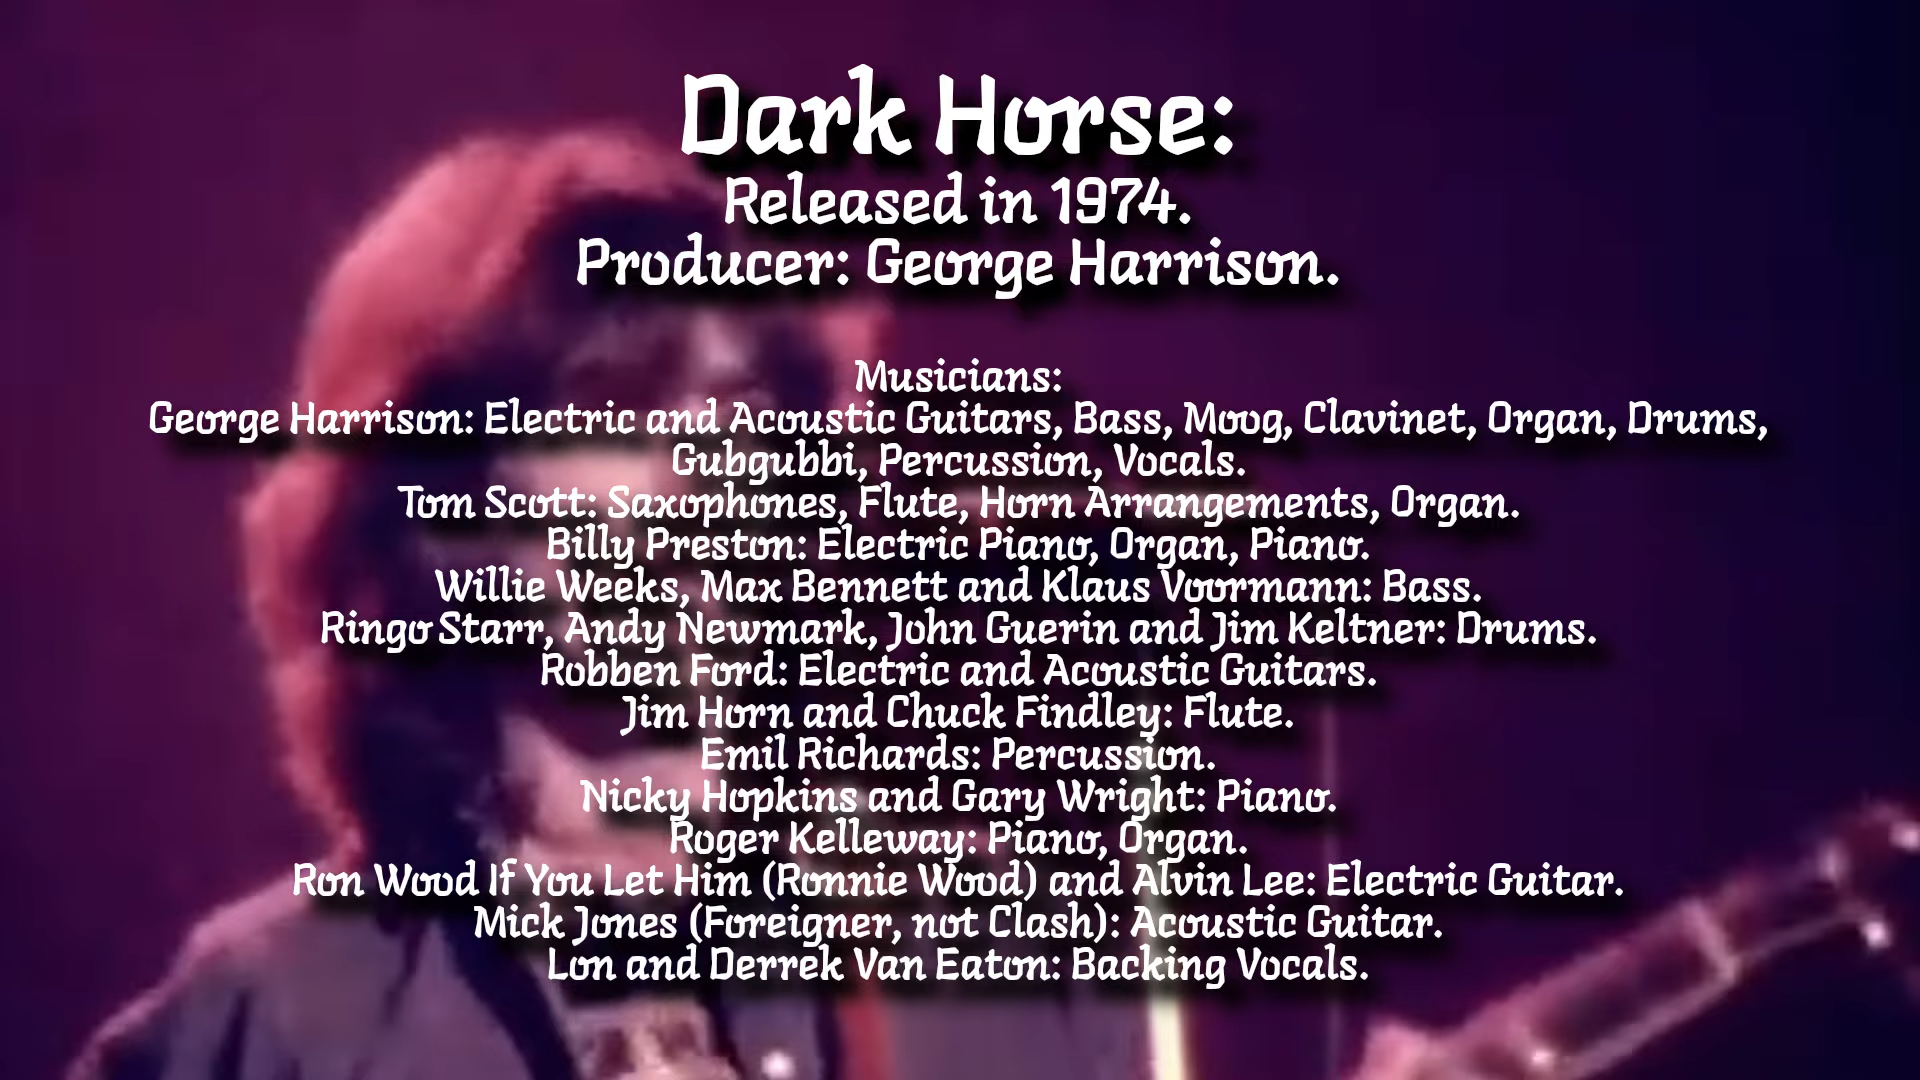 Dark Horse:
Released in 1974.
Producer: George Harrison.
Musicians:
George Harrison: Electric and Acoustic Guitars, Bass, Moog, Clavinet, Organ, Drums,
Gubgubbi, Percussion, Vocals.
Tom Scott: Saxophones, Flute, Horn Arrangements, Organ.
Billy Preston: Electric Piano, Organ, Piano.
Willie Weeks, Max Bennett and Klaus Voormann: Bass.
Ringo Starr, Andy Newmark, John Guerin and Jim Keltner: Drums.
Robben Ford: Electric and Acoustic Guitars.
Jim Horn and Chuck Findley: Flute.
Emil Richards: Percussion.
Nicky Hopkins and Gary Wright: Piano.
Roger Kelleway: Piano, Organ.
Ron Wood If You Let Him (Ronnie Wood) and Alvin Lee: Electric Guitar.
Mick Jones (Foreigner, not Clash): Acoustic Guitar.
Lon and Derrek Van Eaton: Backing Vocals.